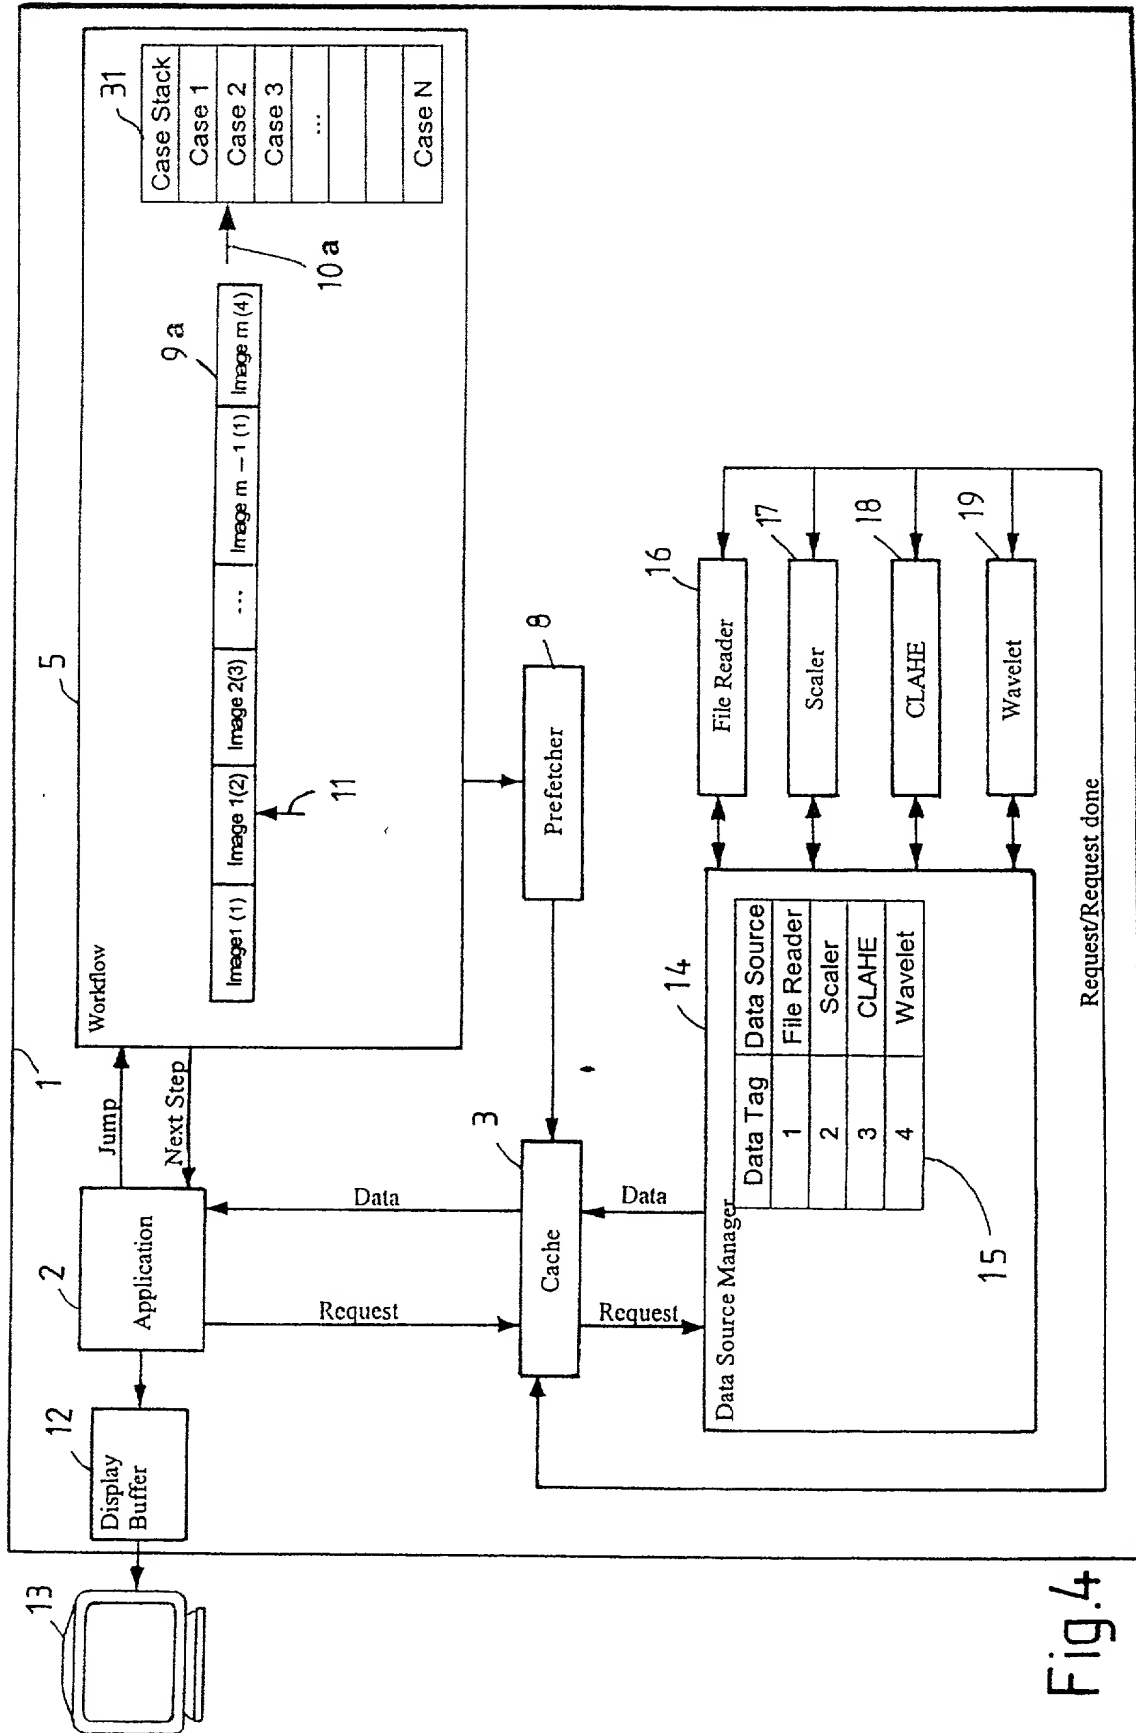 13
12
Display
Buffer
2
Application
Jump
Next Step
1
5
Workflow
Image1 (1)
Image 1(2)
Image 2(3)
...
Image m – 1 (1)
Image m (4)
9a
11
10a
31
Case Stack
Case 1
Case 2
Case 3
...
Case N
Request
Data
3
Cache
8
Prefetcher
Request
Data
14
Data Source Manager
Data Tag
Data Source
1
File Reader
2
Scaler
3
CLAHE
4
Wavelet
15
16
File Reader
17
Scaler
18
CLAHE
19
Wavelet
Request/Request done
Fig.4